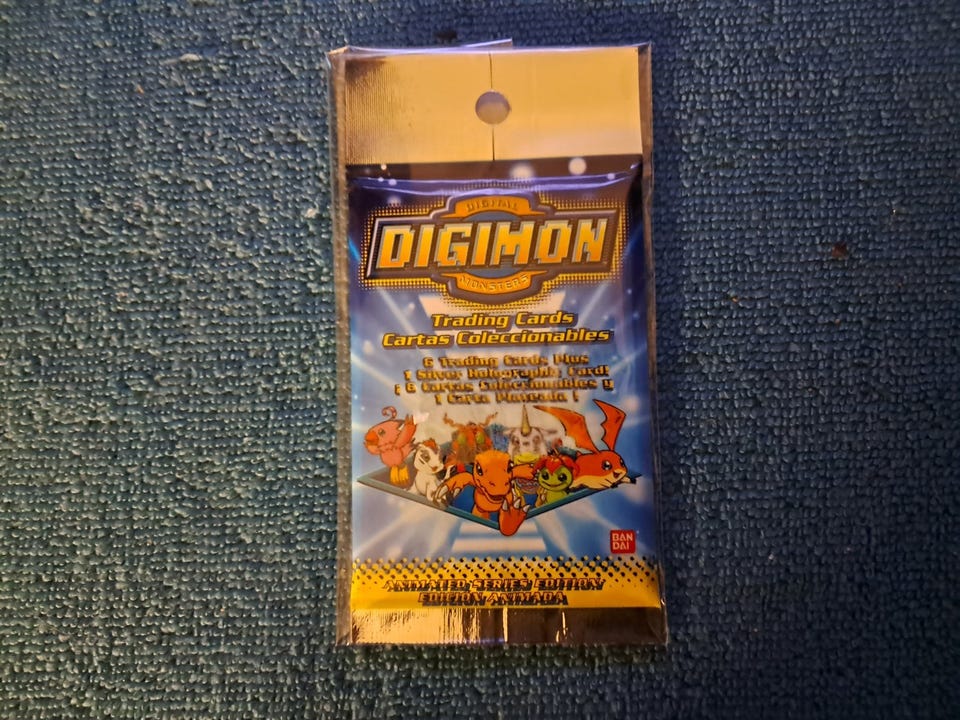 DIGITAL
DIGIMON
MONSTERS
Trading Cards
Cartas Coleccionables
6 Trading Cards Plus
1 Silver Holographic Card!
¡ 6 Cartas Coleccionables y
1 Carta Plateada !
BAN
DAI
ANIMATED SERIES EDITION
EDICION ANIMADA